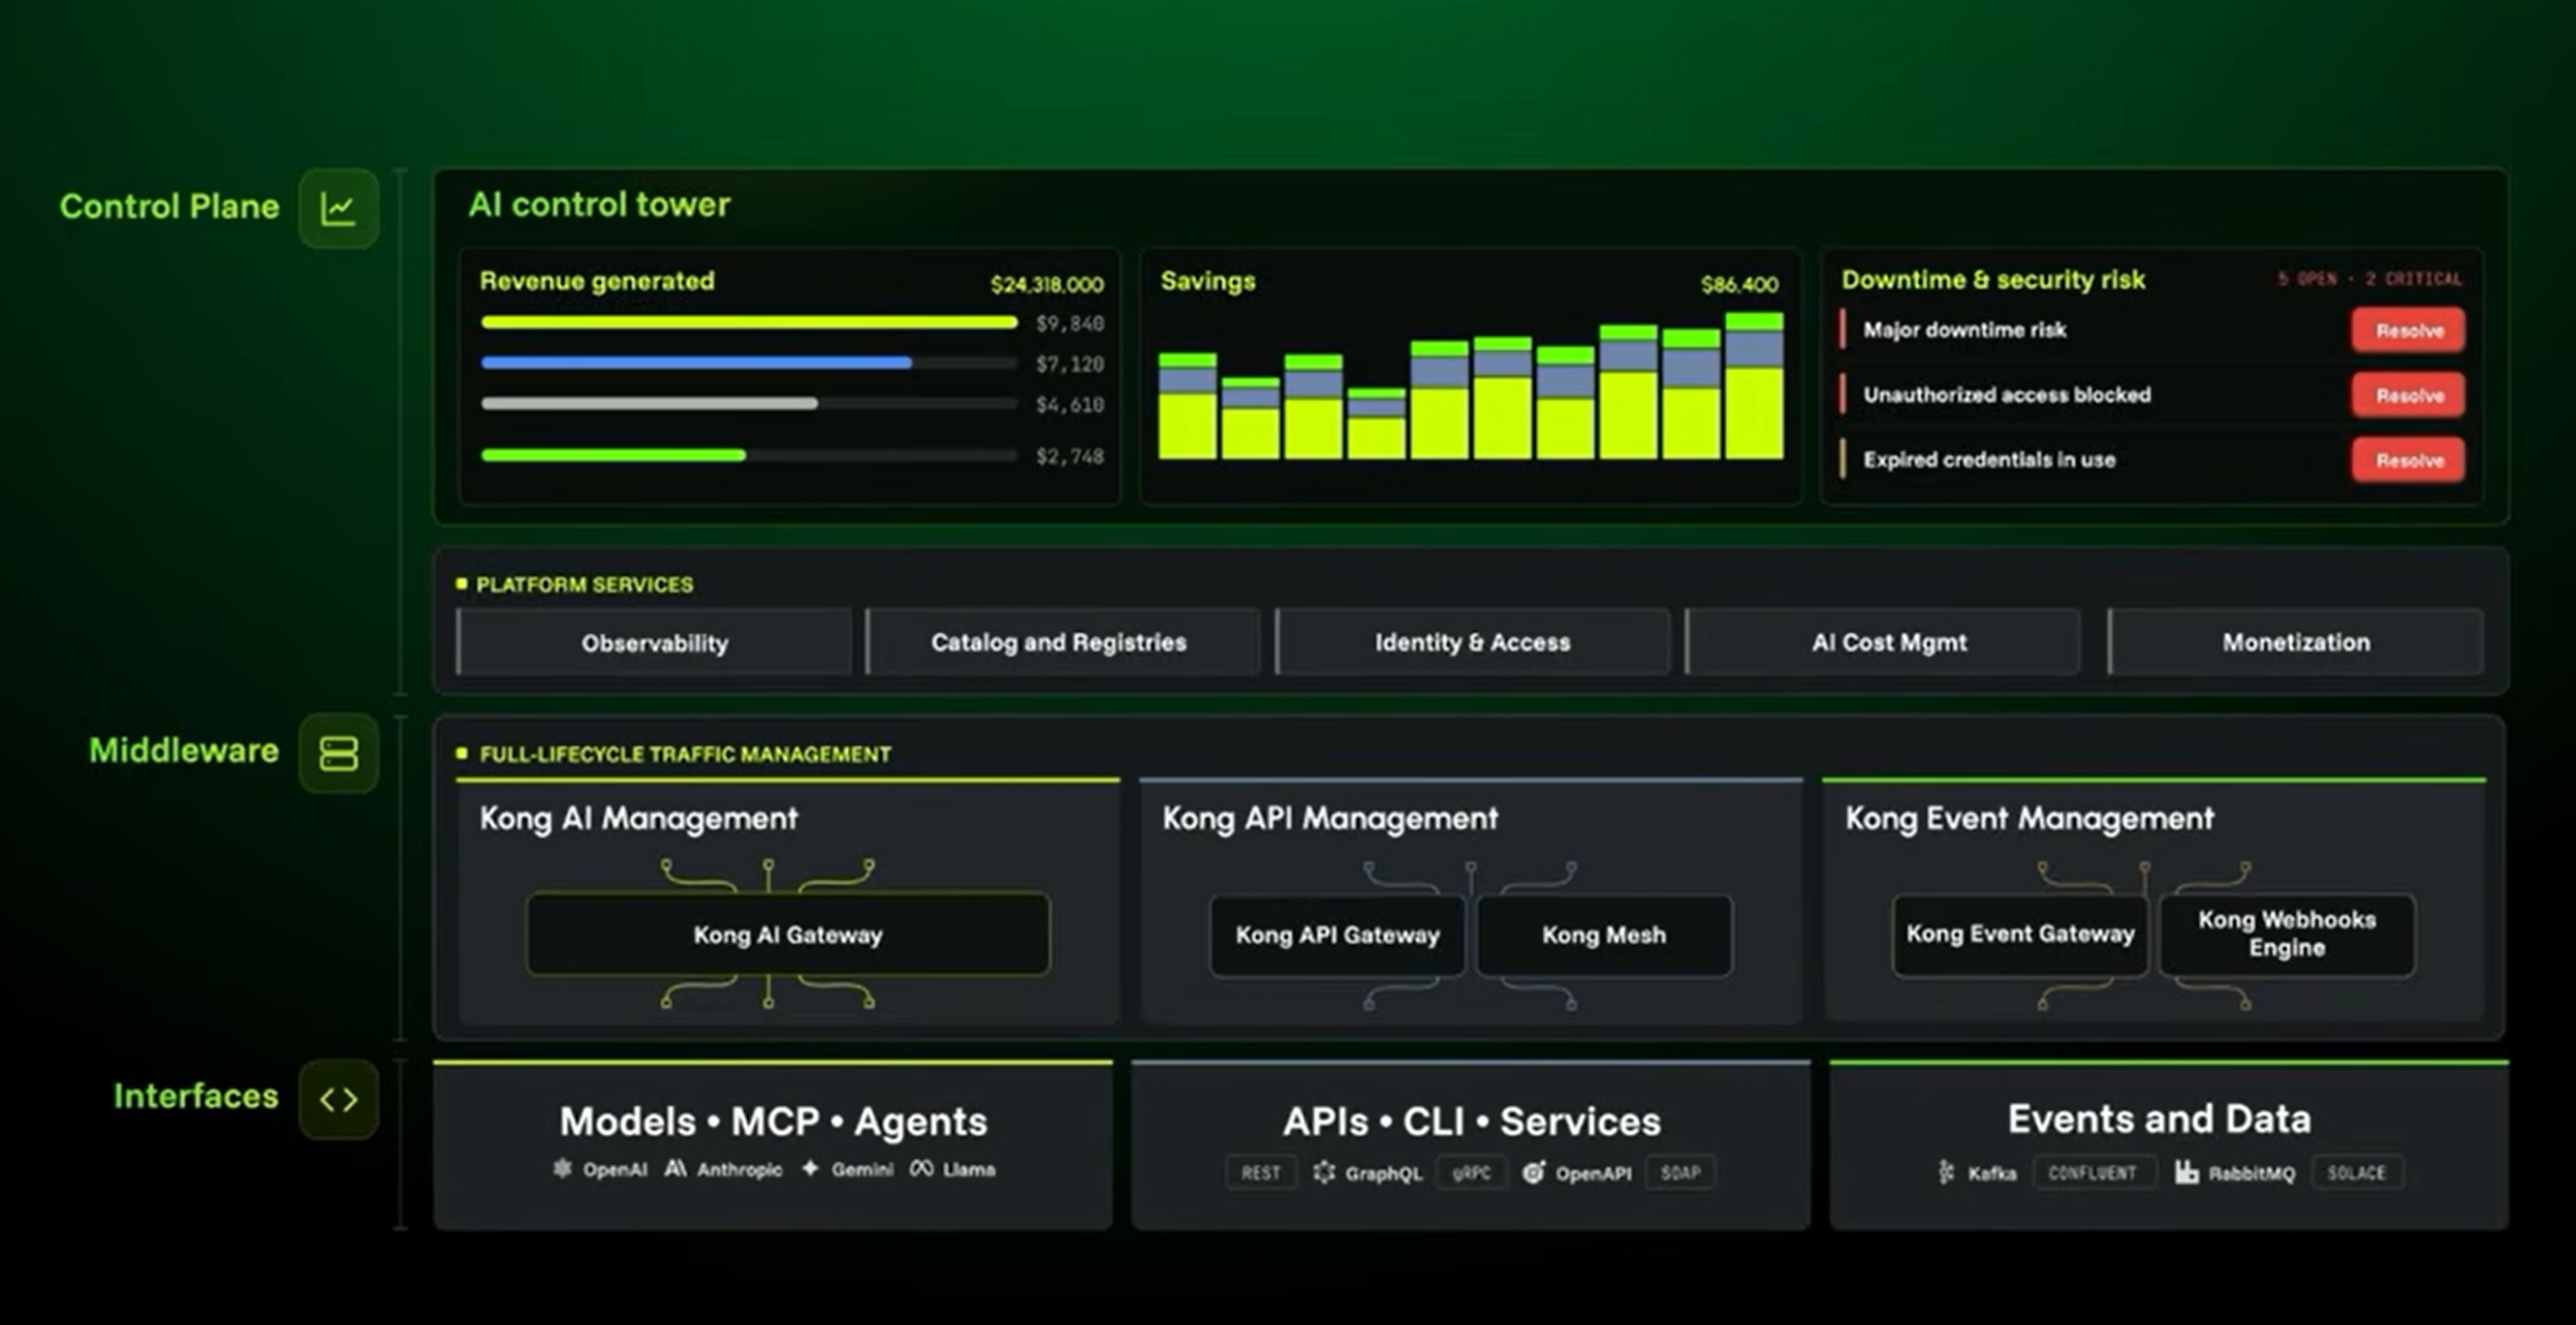 Control Plane
AI control tower
Revenue generated $24,318,000
$9,840
$7,120
$4,610
$2,748
Savings $86,400
Downtime & security risk 5 OPEN · 2 CRITICAL
Major downtime risk Resolve
Unauthorized access blocked Resolve
Expired credentials in use Resolve
PLATFORM SERVICES
Observability
Catalog and Registries
Identity & Access
AI Cost Mgmt
Monetization
Middleware
FULL-LIFECYCLE TRAFFIC MANAGEMENT
Kong AI Management
Kong AI Gateway
Kong API Management
Kong API Gateway
Kong Mesh
Kong Event Management
Kong Event Gateway
Kong Webhooks
Engine
Interfaces
Models • MCP • Agents
OpenAI Anthropic Gemini Llama
APIs • CLI • Services
REST GraphQL gRPC OpenAPI SOAP
Events and Data
Kafka CONFLUENT RabbitMQ SOLACE